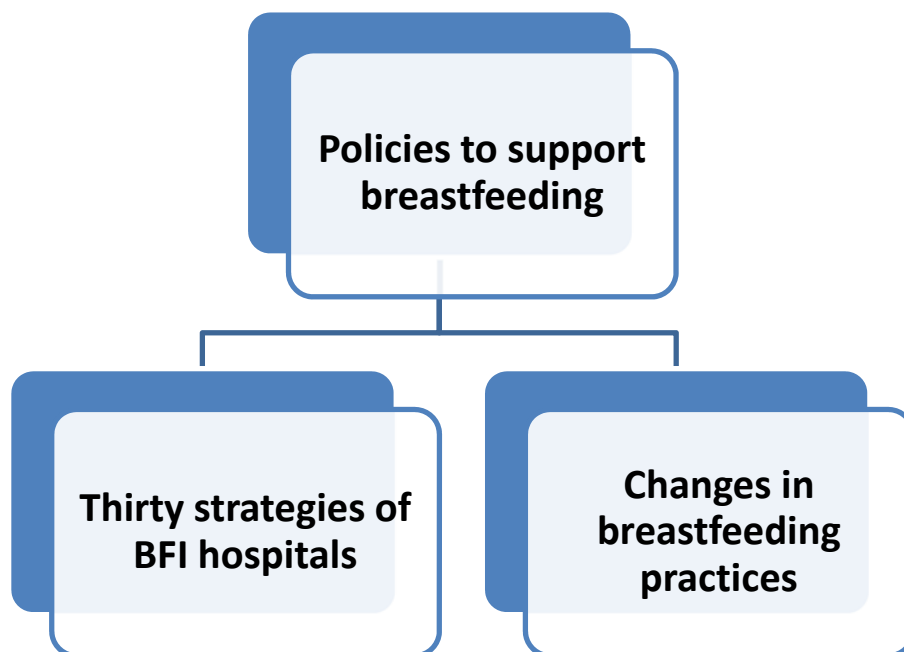 Policies to support
breastfeeding
Thirty strategies of
BFI hospitals
Changes in
breastfeeding
practices